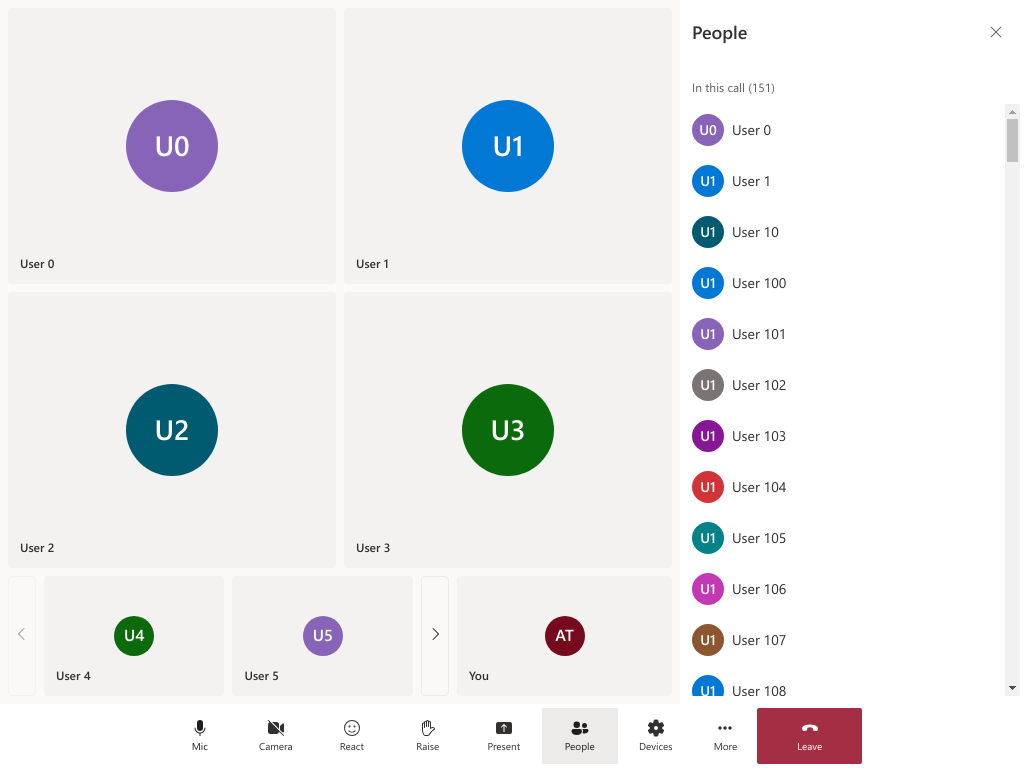 U0
User 0
U1
User 1
U2
User 2
U3
User 3
U4
User 4
U5
User 5
AT
You
People
In this call (151)
U0 User 0
U1 User 1
U1 User 10
U1 User 100
U1 User 101
U1 User 102
U1 User 103
U1 User 104
U1 User 105
U1 User 106
U1 User 107
U1 User 108
Mic
Camera
React
Raise
Present
People
Devices
More
Leave